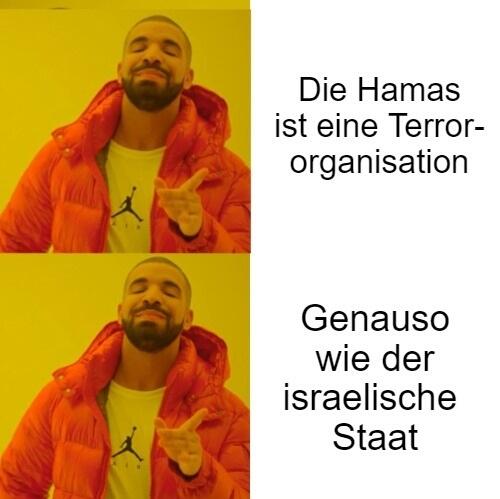 Die Hamas
ist eine Terror-
organisation
Genauso
wie der
israelische
Staat